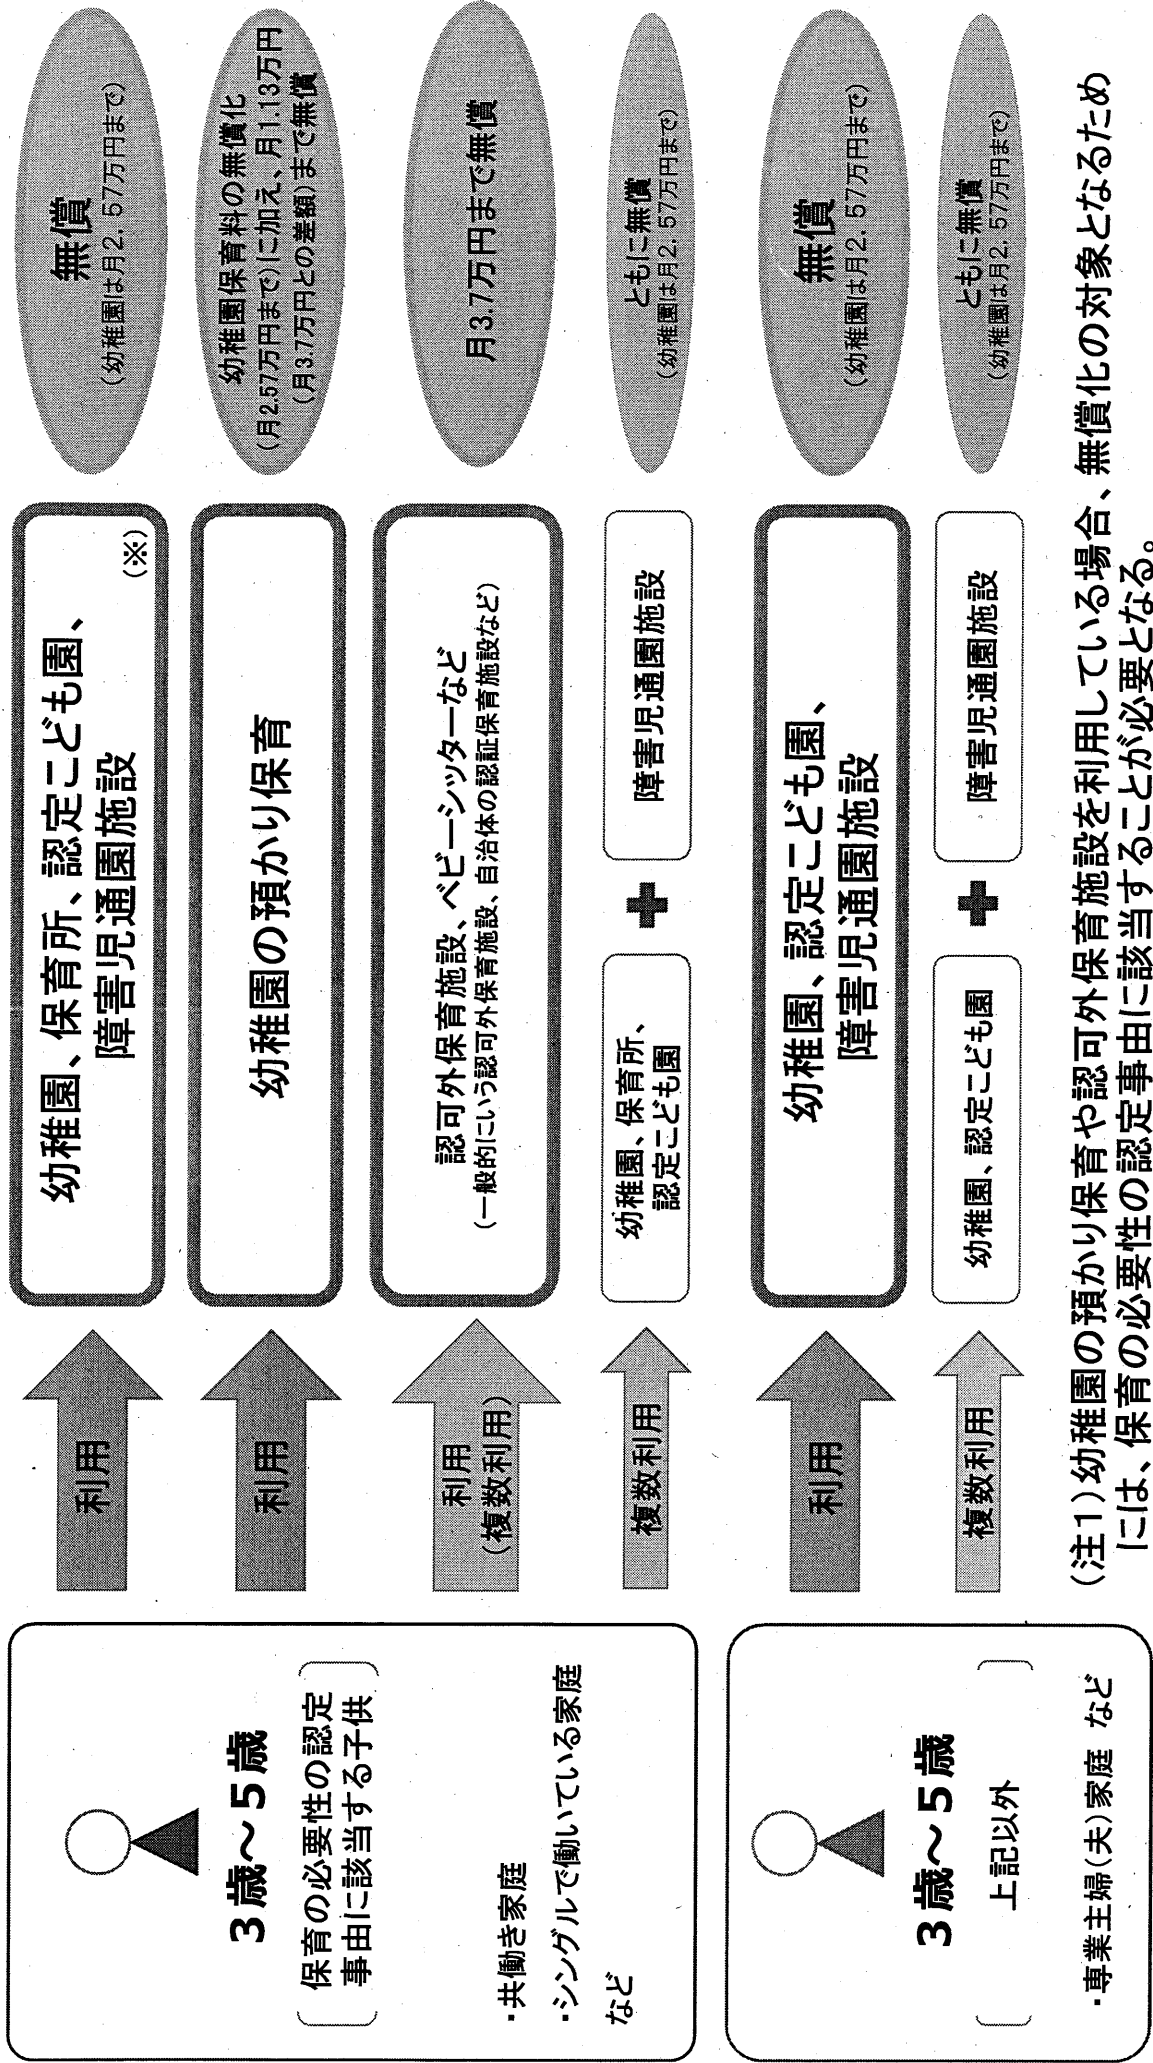 3歳～5歳
保育の必要性の認定
事由に該当する子供
・共働き家庭
・シングルで働いている家庭
など
利用
幼稚園、保育所、認定こども園、
障害児通園施設
(※)
無償
（幼稚園は月2．57万円まで）
利用
幼稚園の預かり保育
幼稚園保育料の無償化
（月2.57万円まで）に加え、月1.13万円
（月3.7万円との差額）まで無償
利用
（複数利用）
認可外保育施設、ベビーシッターなど
（一般的にいう認可外保育施設、自治体の認証保育施設など）
月3.7万円まで無償
複数利用
幼稚園、保育所、
認定こども園
障害児通園施設
ともに無償
（幼稚園は月2．57万円まで）
3歳～5歳
上記以外
・専業主婦（夫）家庭 など
利用
幼稚園、認定こども園、
障害児通園施設
無償
（幼稚園は月2．57万円まで）
複数利用
幼稚園、認定こども園
障害児通園施設
ともに無償
（幼稚園は月2．57万円まで）
（注１）幼稚園の預かり保育や認可外保育施設を利用している場合、無償化の対象となるため
には、保育の必要性の認定事由に該当することが必要となる。